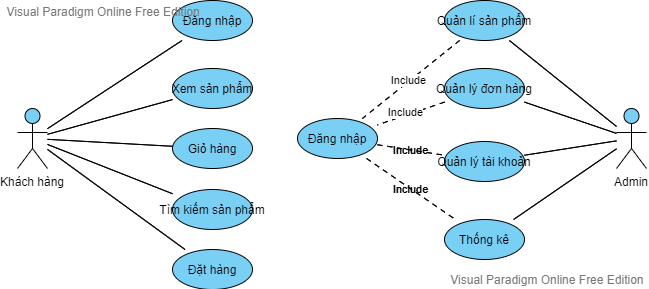 Visual Paradigm Online Free Edition
Đăng nhập
Xem sản phẩm
Giỏ hàng
Tìm kiếm sản phẩm
Đặt hàng
Khách hàng
Quản lí sản phẩm
Include
Quản lý đơn hàng
Include
Đăng nhập
Include
Quản lý tài khoản
Include
Thống kê
Admin
Visual Paradigm Online Free Edition